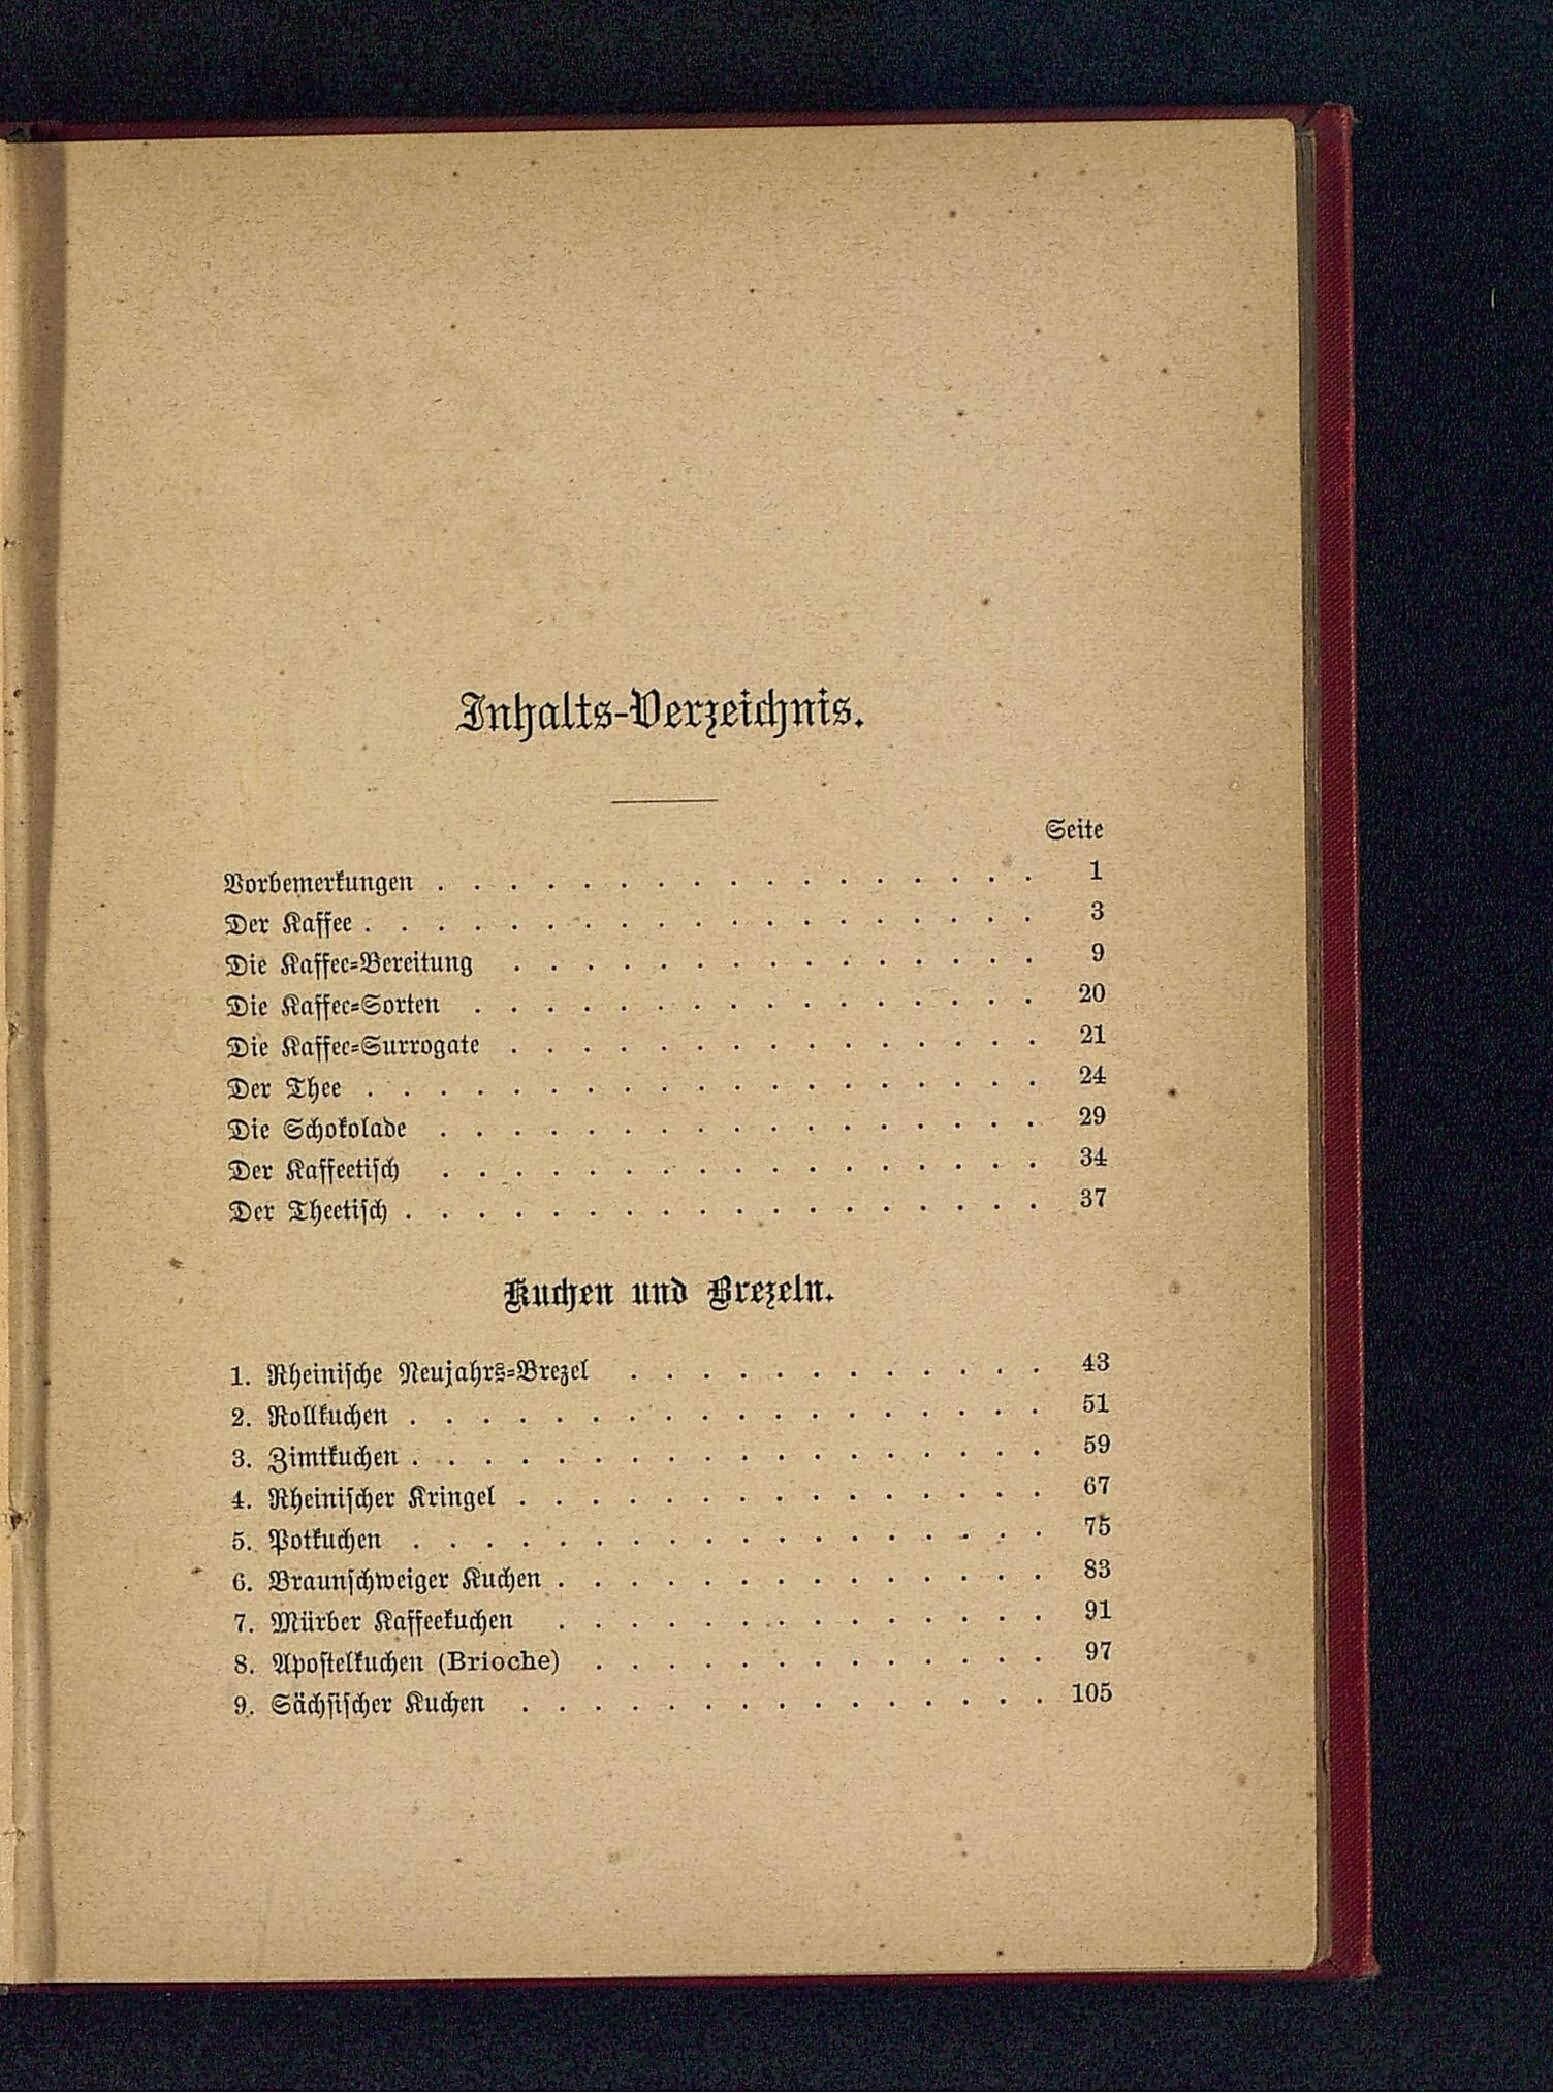 Inhalts-Verzeichnis.
Seite
Vorbemerkungen . . . . . . . . . . . . . . . . . 1
Der Kaffee . . . . . . . . . . . . . . . . . . . 3
Die Kaffee-Bereitung . . . . . . . . . . . . . . . 9
Die Kaffee-Sorten . . . . . . . . . . . . . . . . 20
Die Kaffee-Surrogate . . . . . . . . . . . . . . . 21
Der Thee . . . . . . . . . . . . . . . . . . . 24
Die Schokolade . . . . . . . . . . . . . . . . . 29
Der Kaffeetisch . . . . . . . . . . . . . . . . . 34
Der Theetisch . . . . . . . . . . . . . . . . . . 37
Kuchen und Brezeln.
1. Rheinische Neujahrs-Brezel . . . . . . . . . . . . 43
2. Rollkuchen . . . . . . . . . . . . . . . . . . 51
3. Zimtkuchen . . . . . . . . . . . . . . . . . . 59
4. Rheinischer Kringel . . . . . . . . . . . . . . . 67
5. Potkuchen . . . . . . . . . . . . . . . . . . 75
6. Braunschweiger Kuchen . . . . . . . . . . . . . . 83
7. Mürber Kaffeekuchen . . . . . . . . . . . . . . 91
8. Apostelkuchen (Brioche) . . . . . . . . . . . . . 97
9. Sächsischer Kuchen . . . . . . . . . . . . . . . 105